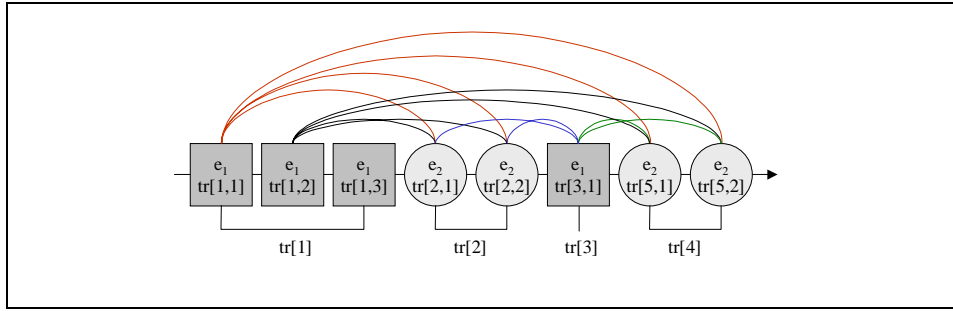 e1 e1 e1 e2 e2 e1 e2 e2
tr[1,1] tr[1,2] tr[1,3] tr[2,1] tr[2,2] tr[3,1] tr[5,1] tr[5,2]
tr[1] tr[2] tr[3] tr[4]